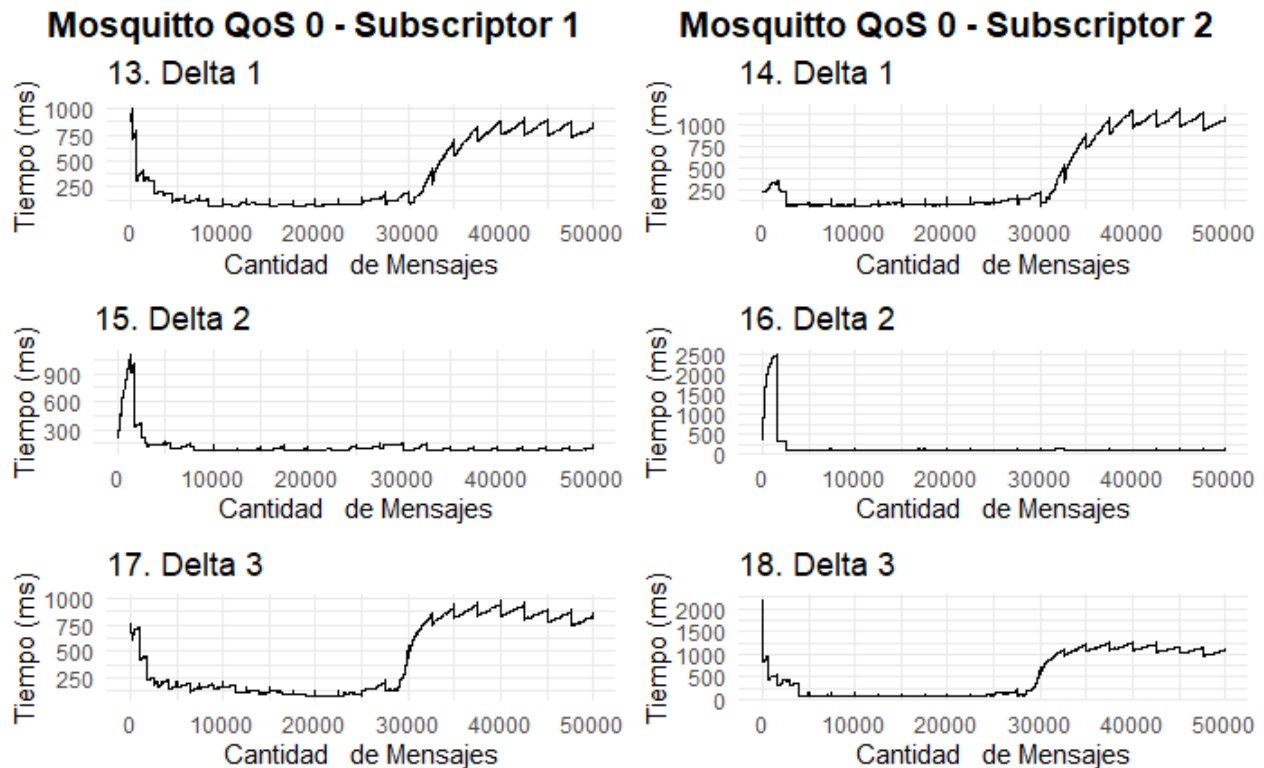 Mosquitto QoS 0 - Subscriptor 1
13. Delta 1
Tiempo (ms)
1000
750
500
250
0 10000 20000 30000 40000 50000
Cantidad   de Mensajes
15. Delta 2
Tiempo (ms)
900
600
300
0 10000 20000 30000 40000 50000
Cantidad   de Mensajes
17. Delta 3
Tiempo (ms)
1000
750
500
250
0 10000 20000 30000 40000 50000
Cantidad   de Mensajes
Mosquitto QoS 0 - Subscriptor 2
14. Delta 1
Tiempo (ms)
1000
750
500
250
0 10000 20000 30000 40000 50000
Cantidad   de Mensajes
16. Delta 2
Tiempo (ms)
2500
2000
1500
1000
500
0
0 10000 20000 30000 40000 50000
Cantidad   de Mensajes
18. Delta 3
Tiempo (ms)
2000
1500
1000
500
0
0 10000 20000 30000 40000 50000
Cantidad   de Mensajes